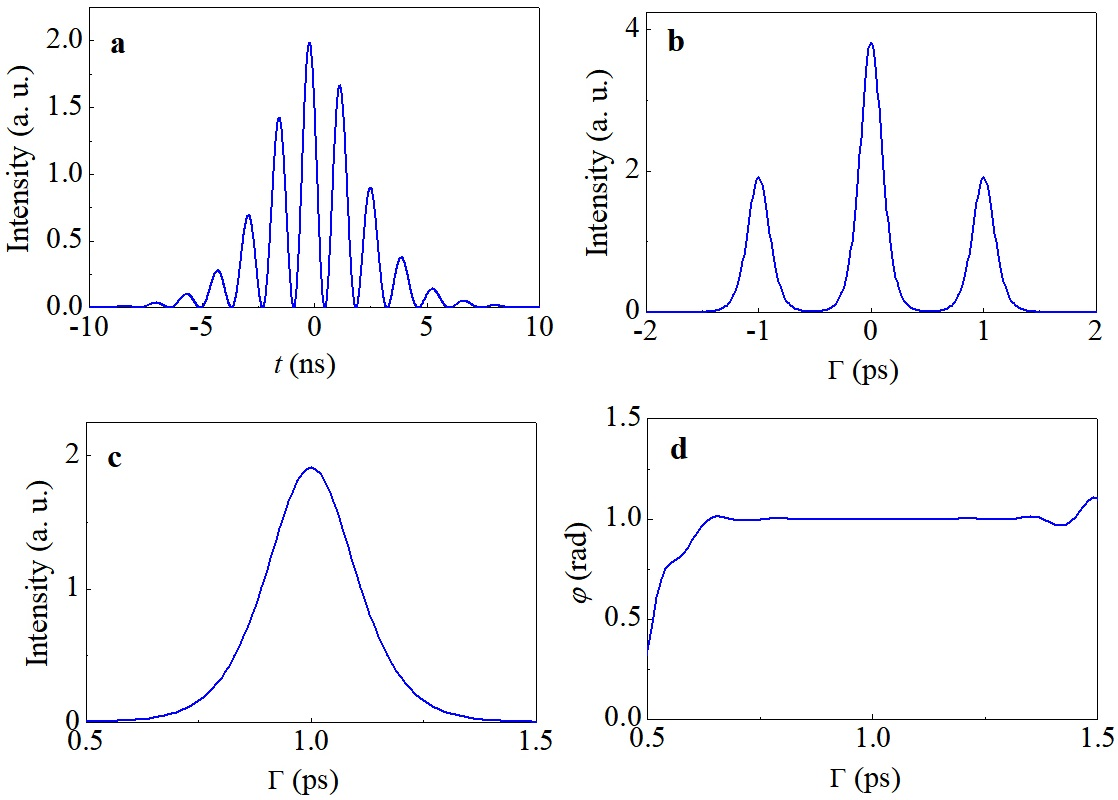 a
Intensity (a. u.)
2.0
1.5
1.0
0.5
0.0
-10 -5 0 5 10
t (ns)
b
Intensity (a. u.)
4
2
0
-2 -1 0 1 2
Γ (ps)
c
Intensity (a. u.)
2
1
0
0.5 1.0 1.5
Γ (ps)
d
φ (rad)
1.5
1.0
0.5
0.0
0.5 1.0 1.5
Γ (ps)